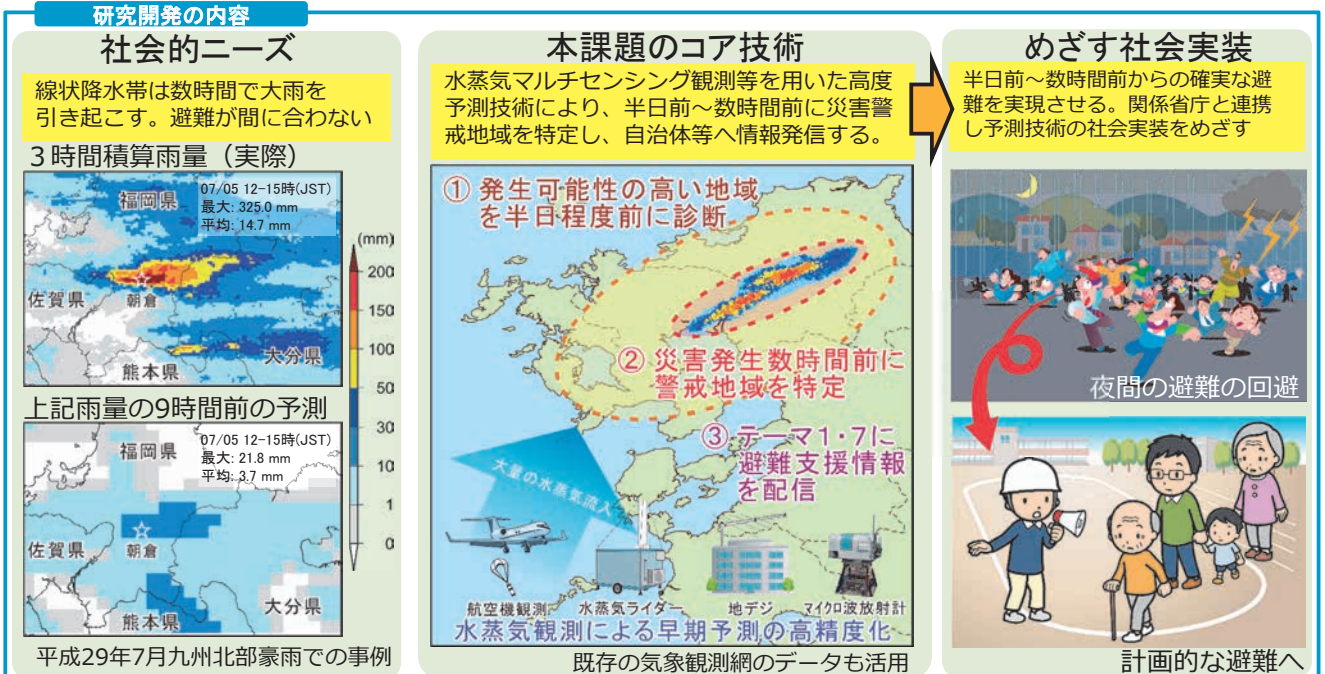 研究開発の内容
社会的ニーズ
線状降水帯は数時間で大雨を
引き起こす。避難が間に合わない
３時間積算雨量（実際）
07/05 12-15時(JST)
最大: 325.0 mm
平均: 14.7 mm
福岡県
佐賀県
朝倉
大分県
熊本県
(mm)
200
150
100
50
30
10
1
0
上記雨量の9時間前の予測
07/05 12-15時(JST)
最大: 21.8 mm
平均: 3.7 mm
福岡県
佐賀県
朝倉
大分県
熊本県
平成29年7月九州北部豪雨での事例
本課題のコア技術
水蒸気マルチセンシング観測等を用いた高度
予測技術により、半日前～数時間前に災害警
戒地域を特定し、自治体等へ情報発信する。
① 発生可能性の高い地域
を半日程度前に診断
② 災害発生数時間前に
警戒地域を特定
③ テーマ1・7に
避難支援情報
を配信
大量の水蒸気流入
航空機観測
水蒸気ライダー
地デジ
マイクロ波放射計
水蒸気観測による早期予測の高精度化
既存の気象観測網のデータも活用
めざす社会実装
半日前～数時間前からの確実な避
難を実現させる。関係省庁と連携
し予測技術の社会実装をめざす
夜間の避難の回避
計画的な避難へ